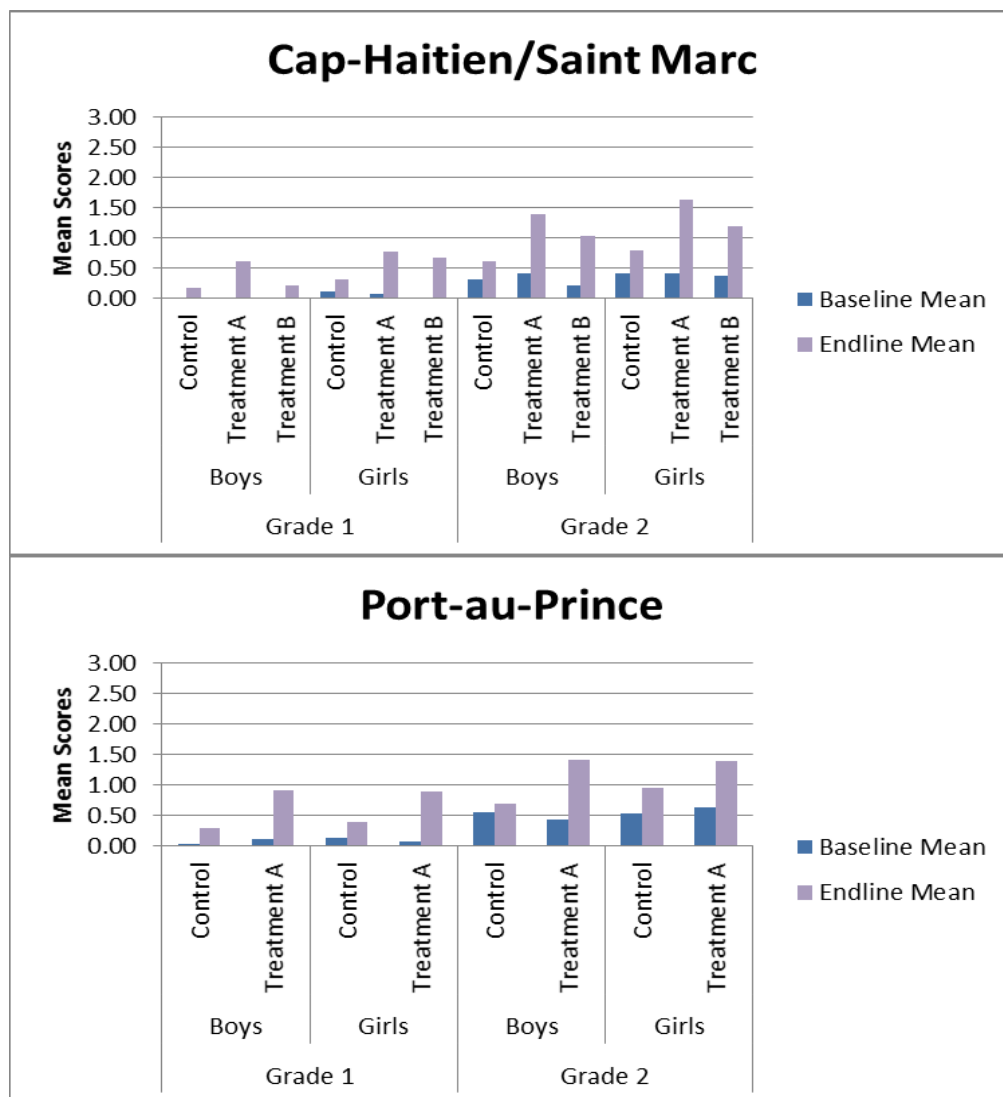 Cap-Haitien/Saint Marc
Mean Scores
3.00
2.50
2.00
1.50
1.00
0.50
0.00
Control
Treatment A
Treatment B
Control
Treatment A
Treatment B
Control
Treatment A
Treatment B
Control
Treatment A
Treatment B
Boys Girls Boys Girls
Grade 1 Grade 2
Baseline Mean
Endline Mean
Port-au-Prince
Mean Scores
3.00
2.50
2.00
1.50
1.00
0.50
0.00
Control
Treatment A
Control
Treatment A
Control
Treatment A
Control
Treatment A
Boys Girls Boys Girls
Grade 1 Grade 2
Baseline Mean
Endline Mean